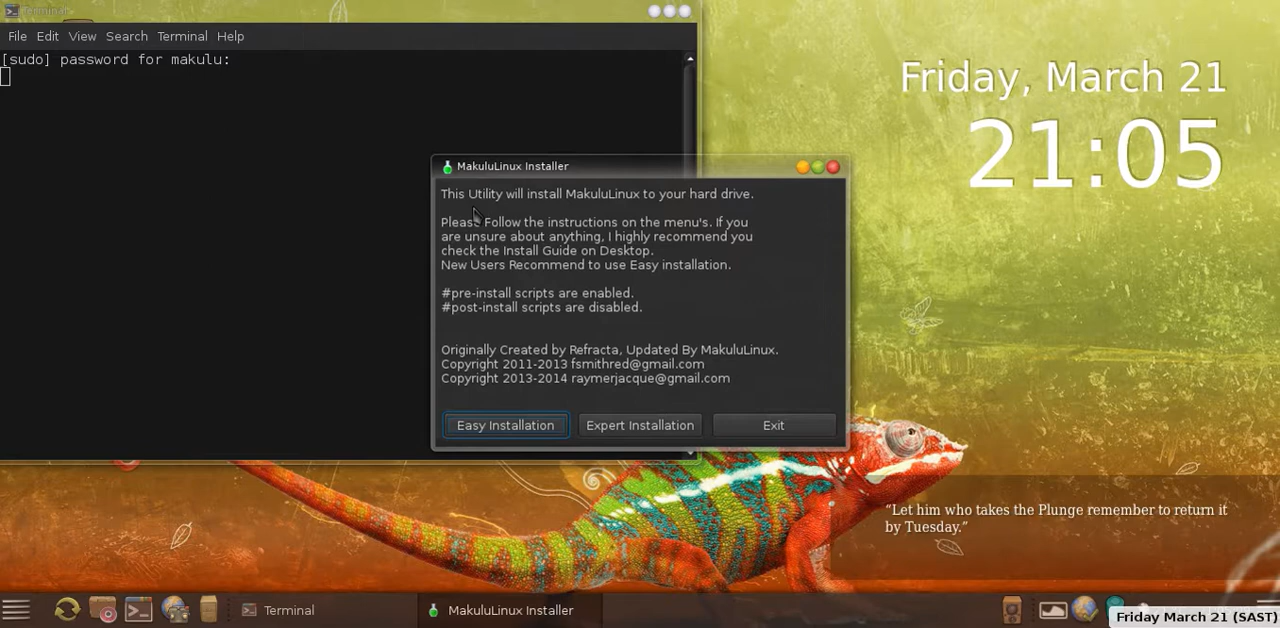 Terminal
File Edit View Search Terminal Help
[sudo] password for makulu:
Friday, March 21
21:05
MakuluLinux Installer
This Utility will install MakuluLinux to your hard drive.
Please Follow the instructions on the menu's. If you
are unsure about anything, I highly recommend you
check the Install Guide on Desktop.
New Users Recommend to use Easy installation.
#pre-install scripts are enabled.
#post-install scripts are disabled.
Originally Created by Refracta, Updated By MakuluLinux.
Copyright 2011-2013 fsmithred@gmail.com
Copyright 2013-2014 raymerjacque@gmail.com
Easy Installation Expert Installation Exit
“Let him who takes the Plunge remember to return it
by Tuesday.”
Terminal MakuluLinux Installer
Friday March 21 (SAST)